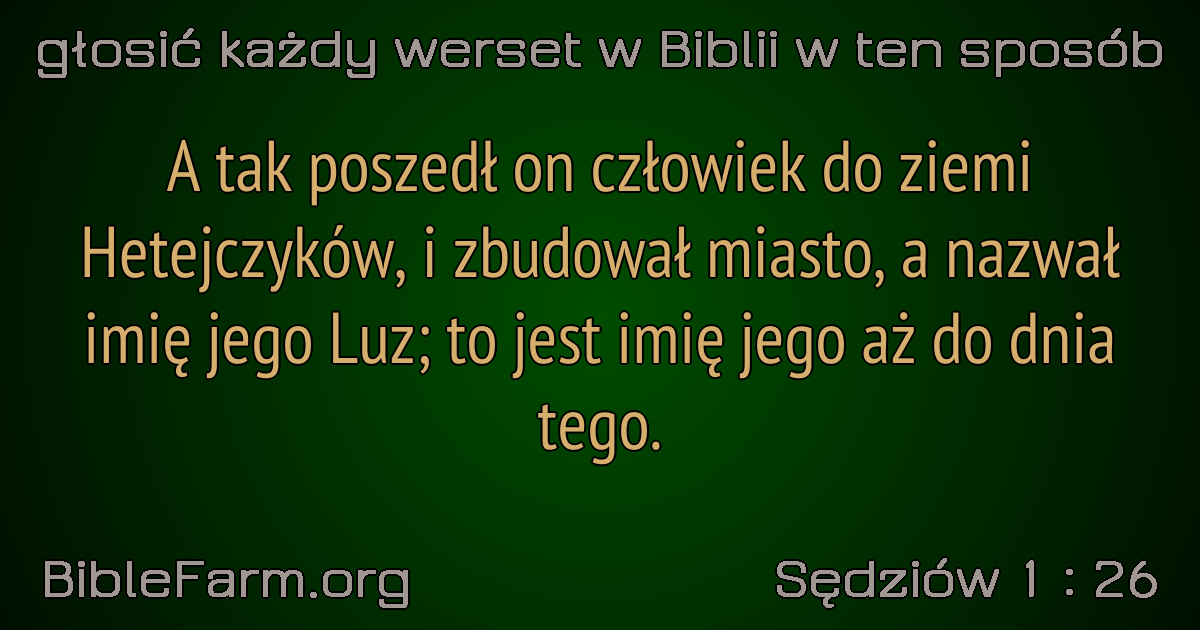 głosić każdy werset w Biblii w ten sposób
A tak poszedł on człowiek do ziemi
Hetejczyków, i zbudował miasto, a nazwał
imię jego Luz; to jest imię jego aż do dnia
tego.
BibleFarm.org
Sędziów 1 : 26